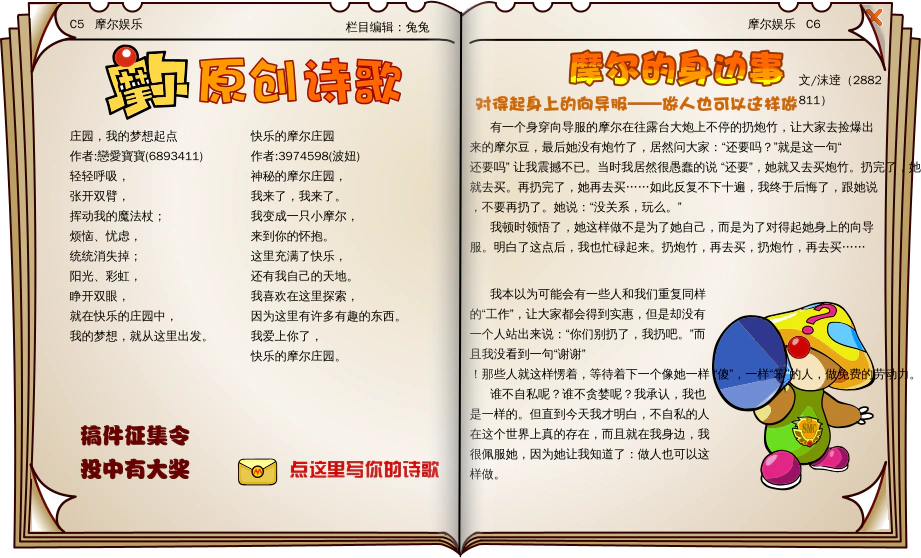 C5 摩尔娱乐
栏目编辑：兔兔
摩尔原创诗歌
庄园，我的梦想起点
作者:戀愛寶寶(6893411)
轻轻呼吸，
张开双臂，
挥动我的魔法杖；
烦恼、忧虑，
统统消失掉；
阳光、彩虹，
睁开双眼，
就在快乐的庄园中，
我的梦想，就从这里出发。
快乐的摩尔庄园
作者:3974598(波妞)
神秘的摩尔庄园，
我来了，我来了。
我变成一只小摩尔，
来到你的怀抱。
这里充满了快乐，
还有我自己的天地。
我喜欢在这里探索，
因为这里有许多有趣的东西。
我爱上你了，
快乐的摩尔庄园。
稿件征集令
投中有大奖
点这里写你的诗歌
摩尔娱乐 C6
摩尔的身边事
文/沫逹（2882
811）
对得起身上的向导服——做人也可以这样做
有一个身穿向导服的摩尔在往露台大炮上不停的扔炮竹，让大家去捡爆出
来的摩尔豆，最后她没有炮竹了，居然问大家：“还要吗？”就是这一句“
还要吗” 让我震撼不已。当时我居然很愚蠢的说 “还要”，她就又去买炮竹。扔完了，她
就去买。再扔完了，她再去买……如此反复不下十遍，我终于后悔了，跟她说
，不要再扔了。她说：“没关系，玩么。”
我顿时领悟了，她这样做不是为了她自己，而是为了对得起她身上的向导
服。明白了这点后，我也忙碌起来。扔炮竹，再去买，扔炮竹，再去买……
我本以为可能会有一些人和我们重复同样
的“工作”，让大家都会得到实惠，但是却没有
一个人站出来说：“你们别扔了，我扔吧。”而
且我没看到一句“谢谢”
！那些人就这样愣着，等待着下一个像她一样“傻”，一样“笨”的人，做免费的劳动力。
谁不自私呢？谁不贪婪呢？我承认，我也
是一样的。但直到今天我才明白，不自私的人
在这个世界上真的存在，而且就在我身边，我
很佩服她，因为她让我知道了：做人也可以这
样做。
SMC